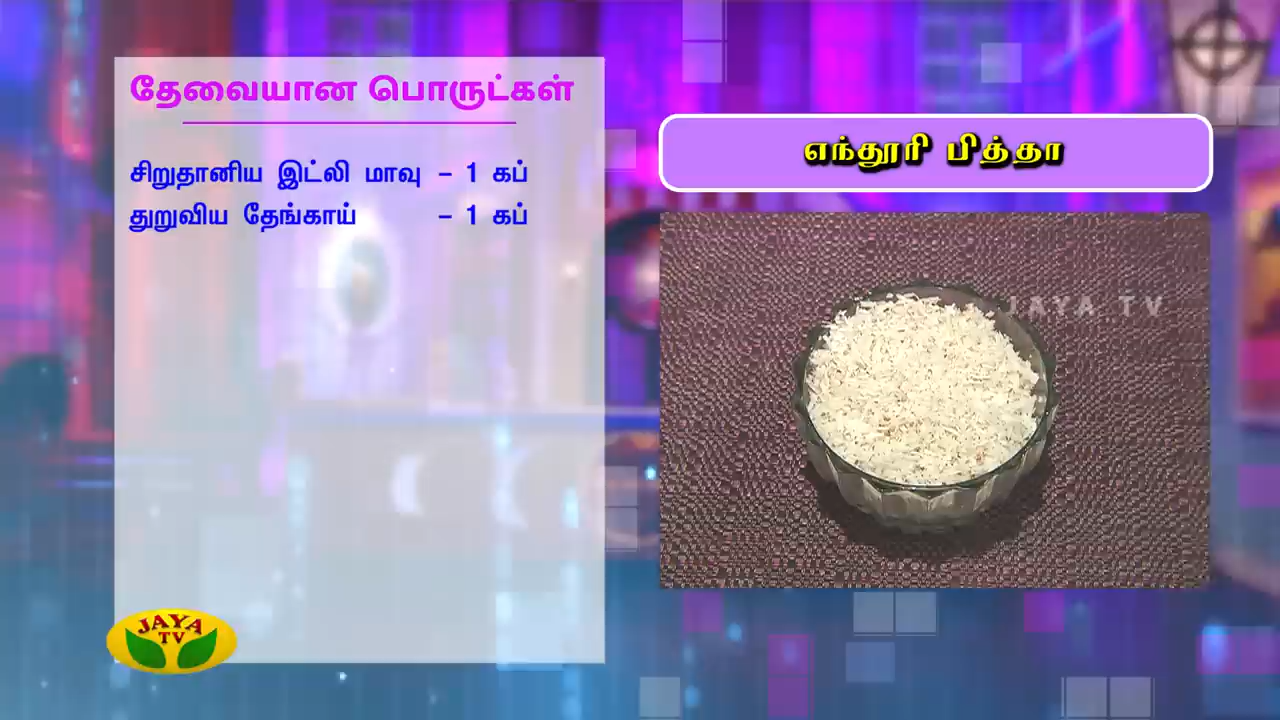 தேவையான பொருட்கள்
சிறுதானிய இட்லி மாவு - 1 கப்
துறுவிய தேங்காய் - 1 கப்
எந்தூரி பித்தா
JAYA TV
JAYA
TV